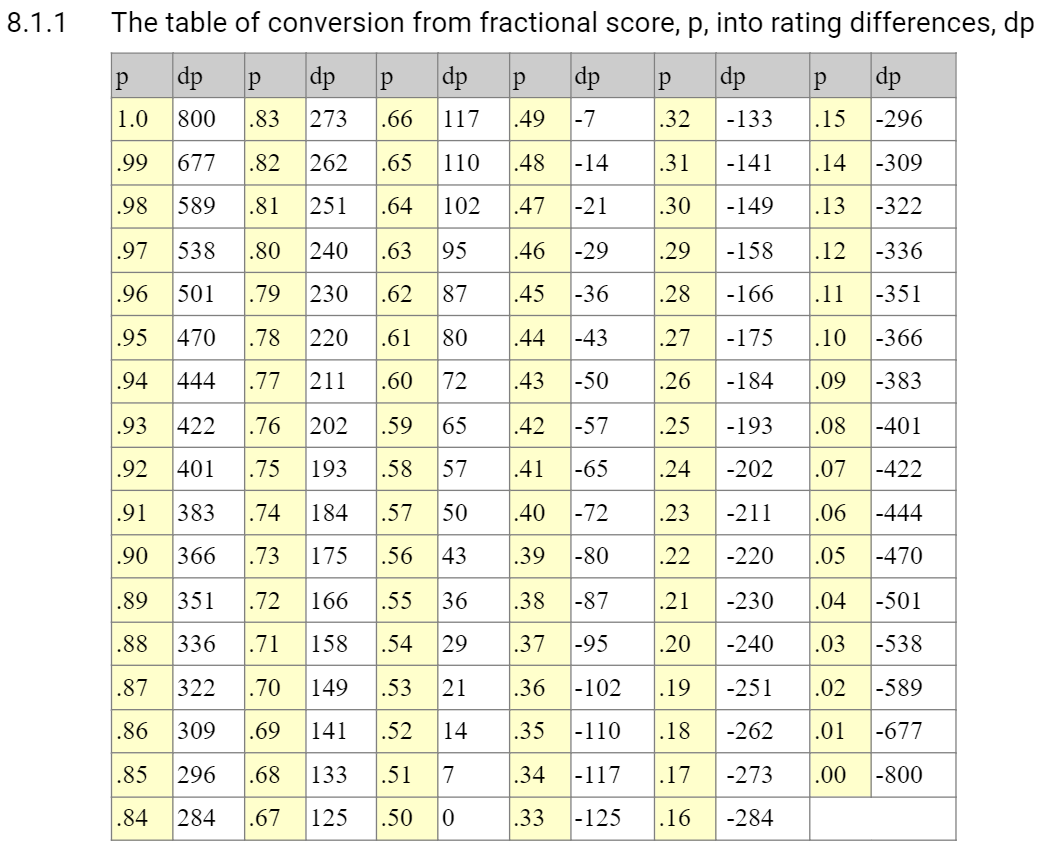 8.1.1 The table of conversion from fractional score, p, into rating differences, dp
p dp p dp p dp p dp p dp p dp
1.0 800 .83 273 .66 117 .49 -7 .32 -133 .15 -296
.99 677 .82 262 .65 110 .48 -14 .31 -141 .14 -309
.98 589 .81 251 .64 102 .47 -21 .30 -149 .13 -322
.97 538 .80 240 .63 95 .46 -29 .29 -158 .12 -336
.96 501 .79 230 .62 87 .45 -36 .28 -166 .11 -351
.95 470 .78 220 .61 80 .44 -43 .27 -175 .10 -366
.94 444 .77 211 .60 72 .43 -50 .26 -184 .09 -383
.93 422 .76 202 .59 65 .42 -57 .25 -193 .08 -401
.92 401 .75 193 .58 57 .41 -65 .24 -202 .07 -422
.91 383 .74 184 .57 50 .40 -72 .23 -211 .06 -444
.90 366 .73 175 .56 43 .39 -80 .22 -220 .05 -470
.89 351 .72 166 .55 36 .38 -87 .21 -230 .04 -501
.88 336 .71 158 .54 29 .37 -95 .20 -240 .03 -538
.87 322 .70 149 .53 21 .36 -102 .19 -251 .02 -589
.86 309 .69 141 .52 14 .35 -110 .18 -262 .01 -677
.85 296 .68 133 .51 7 .34 -117 .17 -273 .00 -800
.84 284 .67 125 .50 0 .33 -125 .16 -284